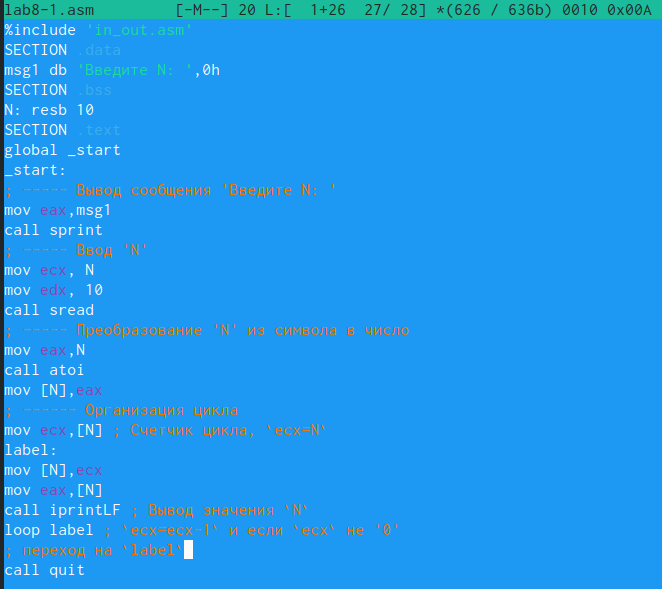 lab8-1.asm [-M--] 20 L:[ 1+26 27/ 28] *(626 / 636b) 0010 0x00A
%include 'in_out.asm'
SECTION .data
msg1 db 'Введите N: ',0h
SECTION .bss
N: resb 10
SECTION .text
global _start
_start:
; ----- Вывод сообщения 'Введите N: '
mov eax,msg1
call sprint
; ----- Ввод 'N'
mov ecx, N
mov edx, 10
call sread
; ----- Преобразование 'N' из символа в число
mov eax,N
call atoi
mov [N],eax
; ------ Организация цикла
mov ecx,[N] ; Счетчик цикла, `ecx=N`
label:
mov [N],ecx
mov eax,[N]
call iprintLF ; Вывод значения `N`
loop label ; `ecx=ecx-1` и если `ecx` не '0'
; переход на `label`
call quit